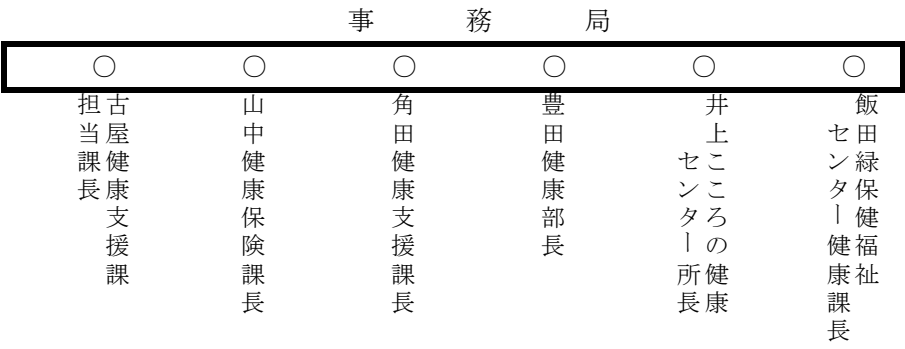 事務局
○ ○ ○ ○ ○ ○
飯田緑保健福祉
センター健康課長
井上こころの健康
センター所長
豊田健康部長
角田健康支援課長
山中健康保険課長
古屋健康支援課
担当課長